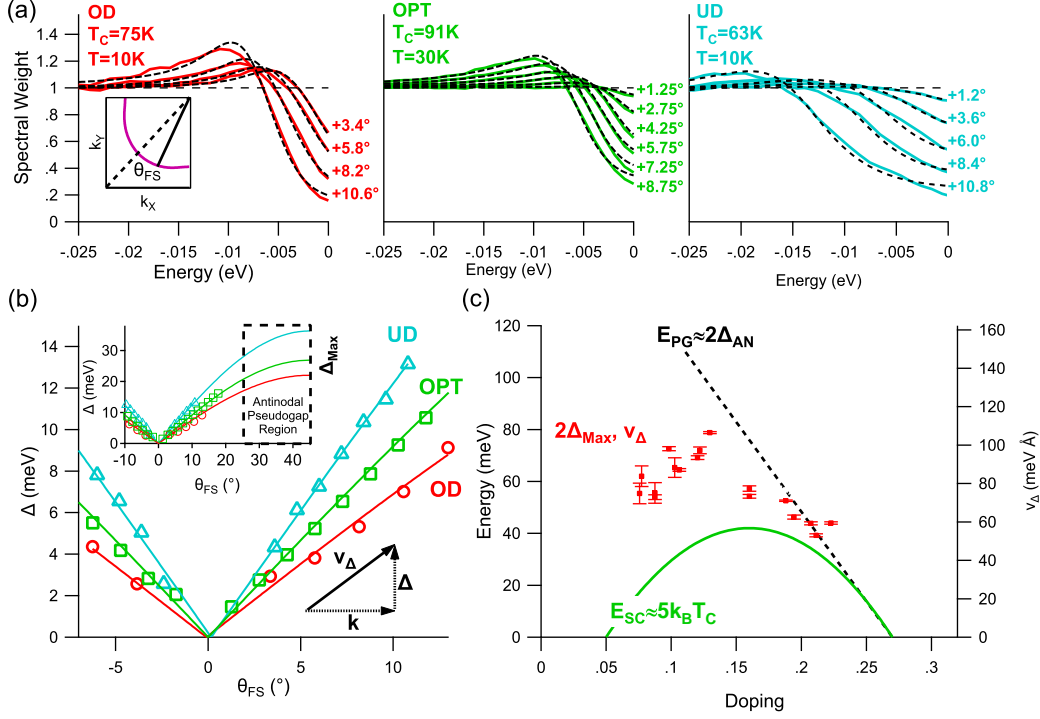 (a)
OD
T_C=75K
T=10K
Spectral Weight
1.4
1.2
1
.8
.6
.4
.2
0
k_Y
θ_FS
k_X
+3.4°
+5.8°
+8.2°
+10.6°
-.025 -.02 -.015 -.01 -.005 0
Energy (eV)
OPT
T_C=91K
T=30K
+1.25°
+2.75°
+4.25°
+5.75°
+7.25°
+8.75°
-.025 -.02 -.015 -.01 -.005 0
Energy (eV)
UD
T_C=63K
T=10K
+1.2°
+3.6°
+6.0°
+8.4°
+10.8°
-.025 -.02 -.015 -.01 -.005 0
Energy (eV)
(b)
Δ (meV)
14
12
10
8
6
4
2
0
-5 0 5 10
θ_FS (°)
UD
OPT
OD
v_Δ
Δ
k
Δ (meV)
30
20
10
0
-10 0 10 20 30 40
θ_FS (°)
Antinodal
Pseudogap
Region
Δ_Max
(c)
Energy (meV)
120
100
80
60
40
20
0
E_PG≈2Δ_AN
2Δ_Max, v_Δ
E_SC≈5k_BT_C
0 .05 .1 .15 .2 .25 .3
Doping
160
140
120
100
80
60
40
20
0
v_Δ (meV Å)